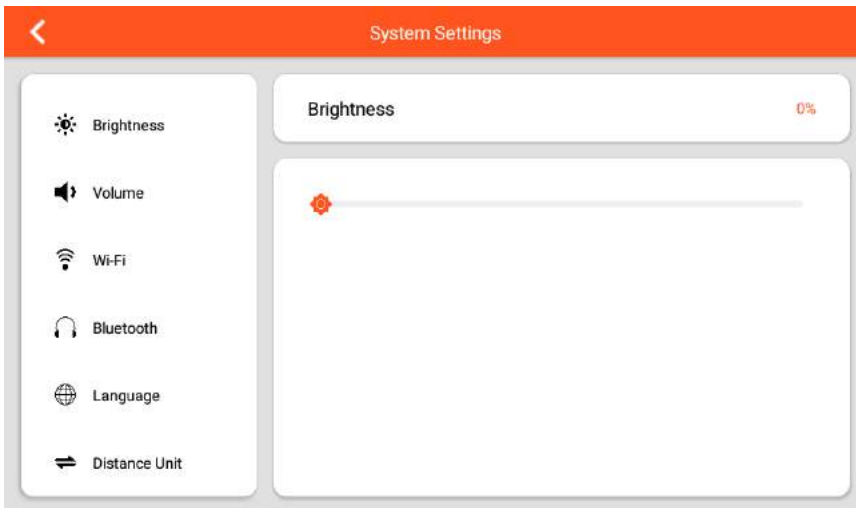 System Settings
Brightness
Volume
Wi-Fi
Bluetooth
Language
Distance Unit
Brightness
0%